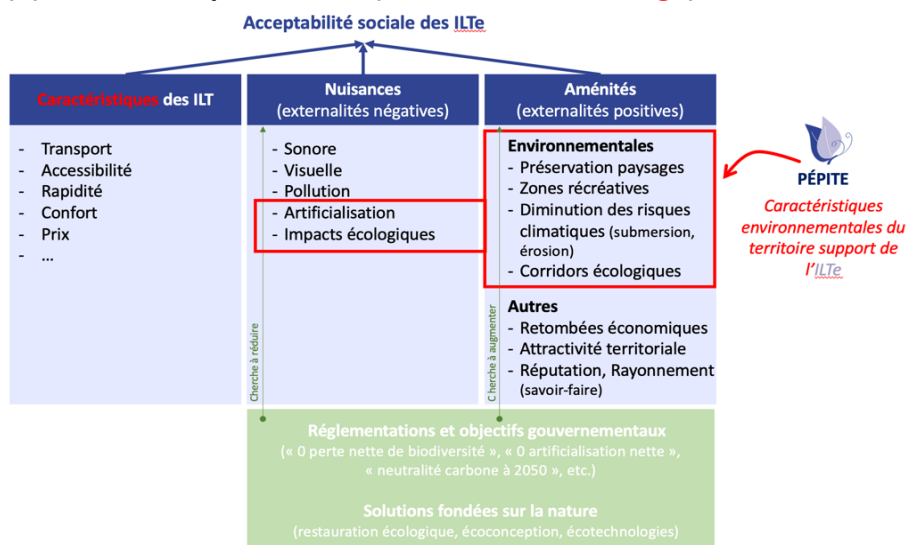 Acceptabilité sociale des ILTe
Caractéristiques des ILT
- Transport
- Accessibilité
- Rapidité
- Confort
- Prix
- ...
Nuisances
(externalités négatives)
- Sonore
- Visuelle
- Pollution
- Artificialisation
- Impacts écologiques
Cherche à réduire
Aménités
(externalités positives)
Environnementales
- Préservation paysages
- Zones récréatives
- Diminution des risques
climatiques (submersion,
érosion)
- Corridors écologiques
Autres
- Retombées économiques
- Attractivité territoriale
- Réputation, Rayonnement
(savoir-faire)
Cherche à augmenter
PÉPITE
Caractéristiques
environnementales du
territoire support de
l'ILTe
Réglementations et objectifs gouvernementaux
(« 0 perte nette de biodiversité », « 0 artificialisation nette »,
« neutralité carbone à 2050 », etc.)
Solutions fondées sur la nature
(restauration écologique, écoconception, écotechnologies)